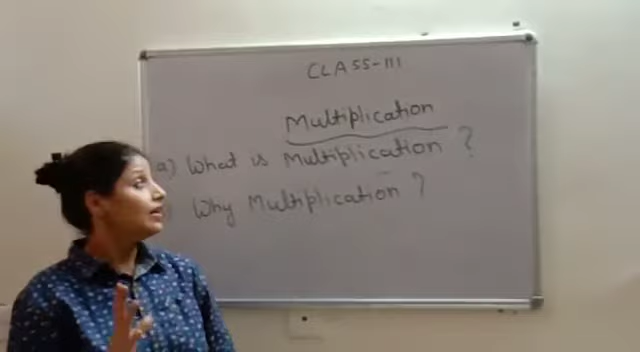 CLASS-III
Multiplication
a) What is Multiplication ?
) Why Multiplication ?